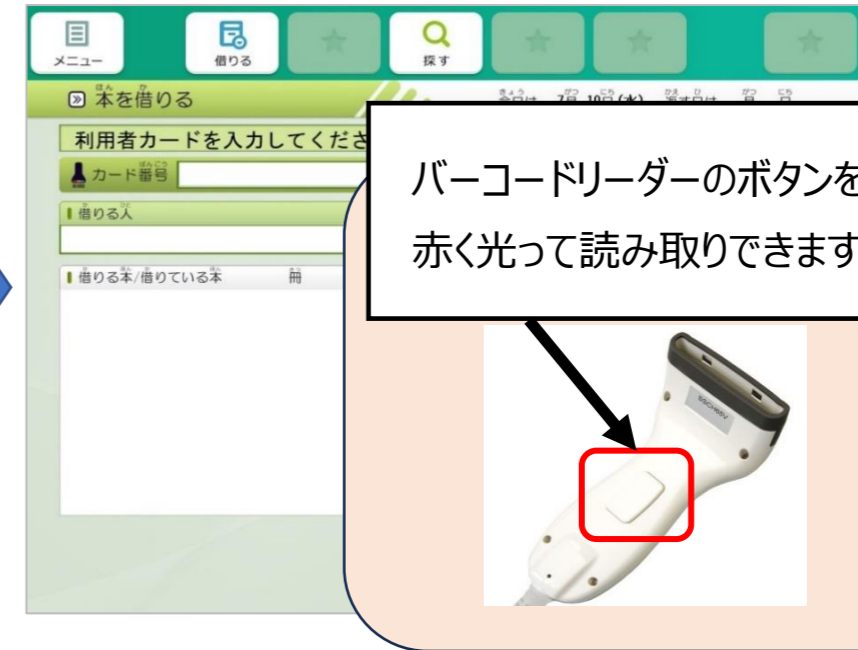 メニュー
借りる
探す
本を借りる
利用者カードを入力してくださ
カード番号
借りる人
借りる本/借りている本 冊
バーコードリーダーのボタンを
赤く光って読み取りできます